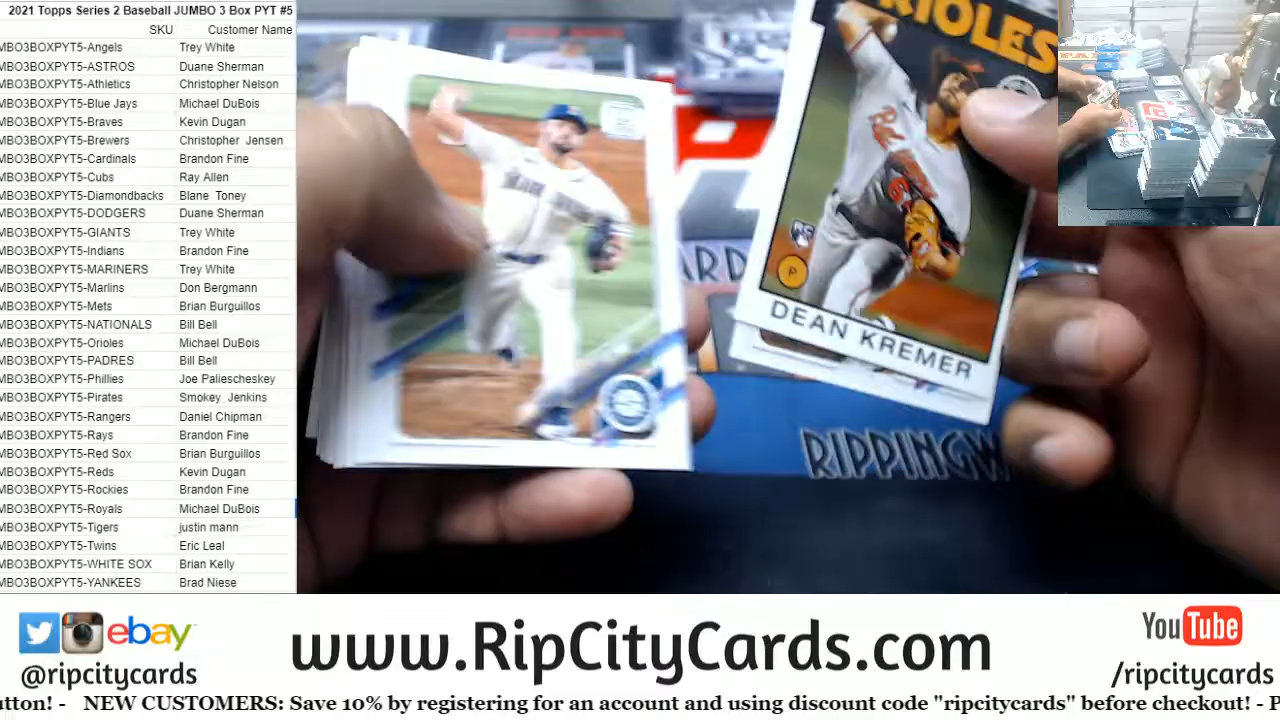 2021 Topps Series 2 Baseball JUMBO 3 Box PYT #5
SKU Customer Name
MBO3BOXPYT5-Angels Trey White
MBO3BOXPYT5-ASTROS Duane Sherman
MBO3BOXPYT5-Athletics Christopher Nelson
MBO3BOXPYT5-Blue Jays Michael DuBois
MBO3BOXPYT5-Braves Kevin Dugan
MBO3BOXPYT5-Brewers Christopher Jensen
MBO3BOXPYT5-Cardinals Brandon Fine
MBO3BOXPYT5-Cubs Ray Allen
MBO3BOXPYT5-Diamondbacks Blane Toney
MBO3BOXPYT5-DODGERS Duane Sherman
MBO3BOXPYT5-GIANTS Trey White
MBO3BOXPYT5-Indians Brandon Fine
MBO3BOXPYT5-MARINERS Trey White
MBO3BOXPYT5-Marlins Don Bergmann
MBO3BOXPYT5-Mets Brian Burguillos
MBO3BOXPYT5-NATIONALS Bill Bell
MBO3BOXPYT5-Orioles Michael DuBois
MBO3BOXPYT5-PADRES Bill Bell
MBO3BOXPYT5-Phillies Joe Paliescheskey
MBO3BOXPYT5-Pirates Smokey Jenkins
MBO3BOXPYT5-Rangers Daniel Chipman
MBO3BOXPYT5-Rays Brandon Fine
MBO3BOXPYT5-Red Sox Brian Burguillos
MBO3BOXPYT5-Reds Kevin Dugan
MBO3BOXPYT5-Rockies Brandon Fine
MBO3BOXPYT5-Royals Michael DuBois
MBO3BOXPYT5-Tigers justin mann
MBO3BOXPYT5-Twins Eric Leal
MBO3BOXPYT5-WHITE SOX Brian Kelly
MBO3BOXPYT5-YANKEES Brad Niese
RIOLES
RC
P
DEAN KREMER
ARD
RIPPINGW
ebay
@ripcitycards
www.RipCityCards.com
YouTube
/ripcitycards
utton! - NEW CUSTOMERS: Save 10% by registering for an account and using discount code "ripcitycards" before checkout! - F